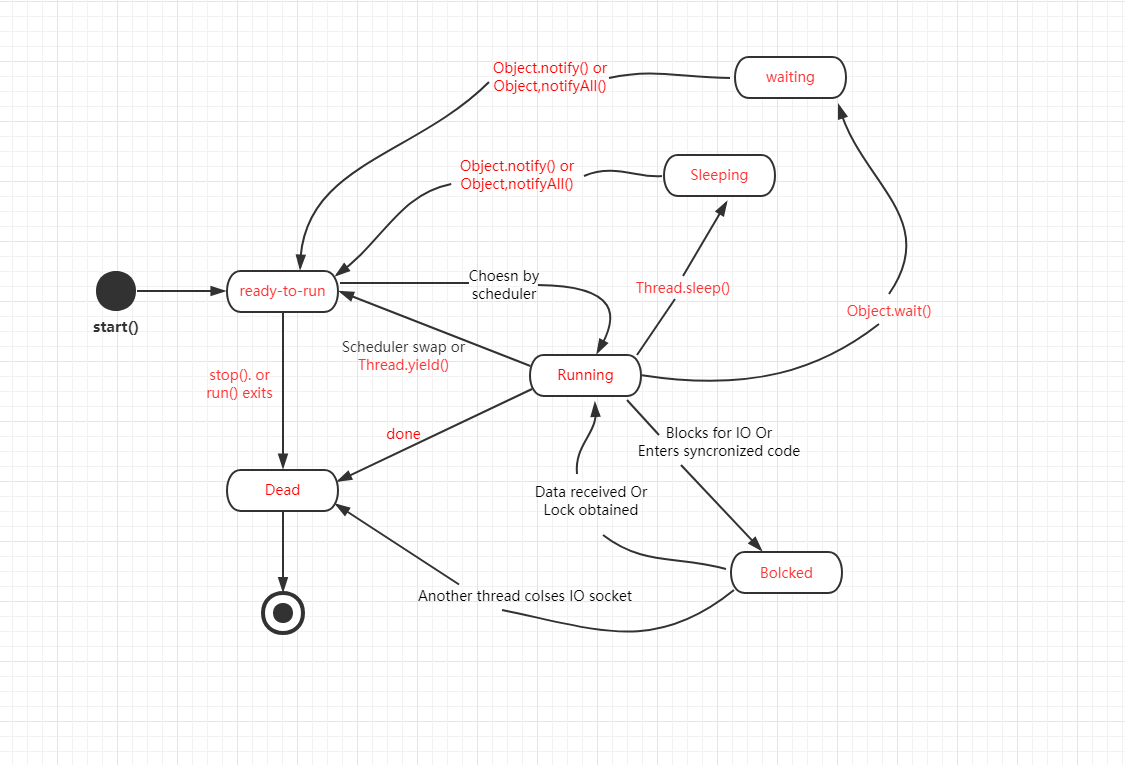 Object.notify() or
Object,notifyAll()
waiting
Object.notify() or
Object,notifyAll()
Sleeping
ready-to-run
start()
Choesn by
scheduler
Thread.sleep()
Object.wait()
Scheduler swap or
Thread.yield()
Running
stop(). or
run() exits
done
Blocks for IO Or
Enters syncronized code
Dead
Data received Or
Lock obtained
Bolcked
Another thread colses IO socket